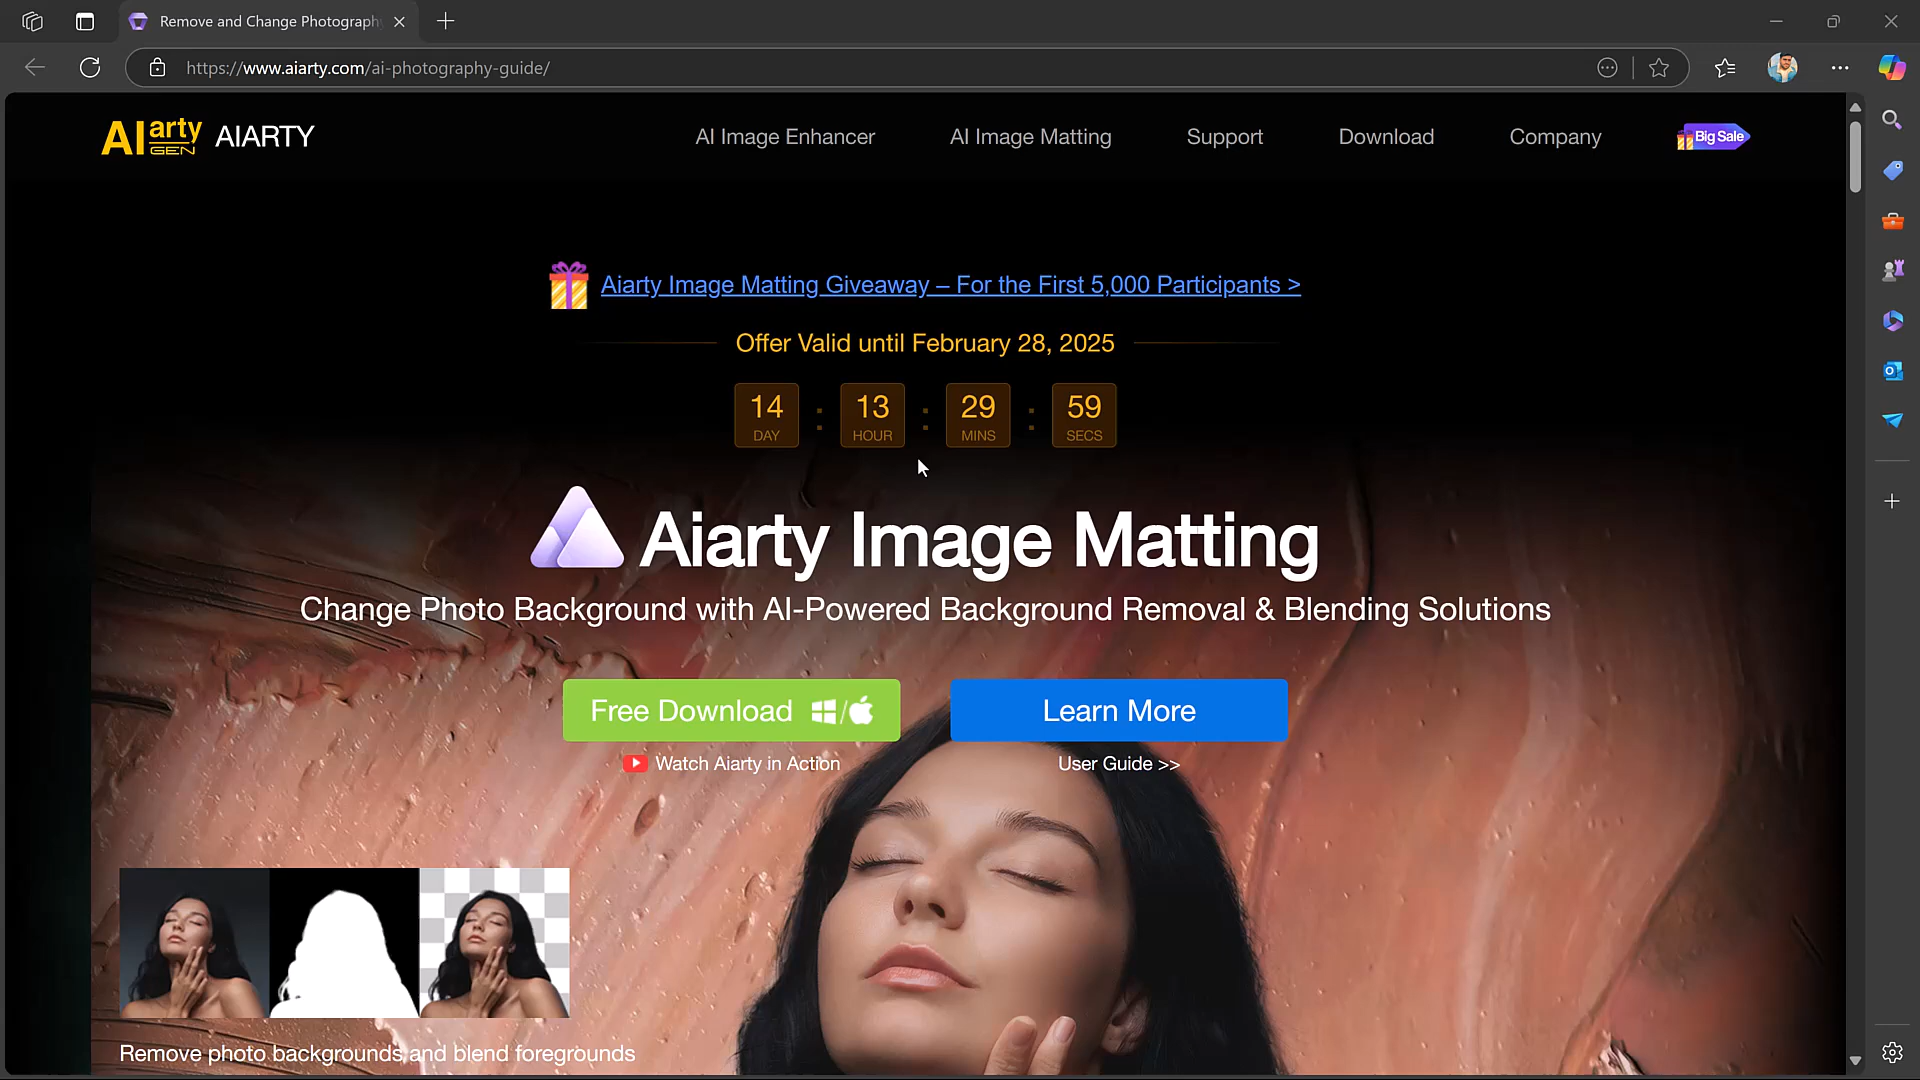 Remove and Change Photography
https://www.aiarty.com/ai-photography-guide/
AI arty GEN AIARTY
AI Image Enhancer
AI Image Matting
Support
Download
Company
Big Sale
Aiarty Image Matting Giveaway – For the First 5,000 Participants >
Offer Valid until February 28, 2025
14 : 13 : 29 : 59
DAY HOUR MINS SECS
Aiarty Image Matting
Change Photo Background with AI-Powered Background Removal & Blending Solutions
Free Download /
Learn More
Watch Aiarty in Action
User Guide >>
Remove photo backgrounds,and blend foregrounds